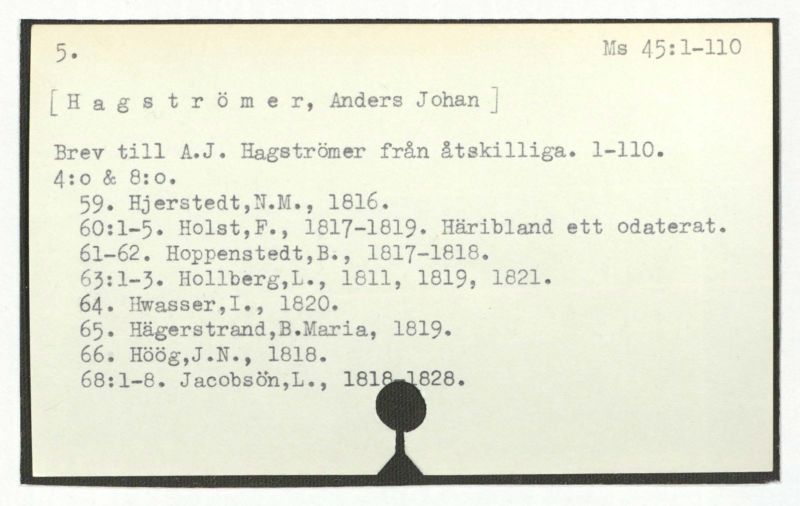 5. Ms 45:1-110
[ H a g s t r ö m e r, Anders Johan ]
Brev till A.J. Hagströmer från åtskilliga. 1-110.
4:o & 8:o.
59. Hjerstedt,N.M., 1816.
60:1-5. Holst,F., 1817-1819. Häribland ett odaterat.
61-62. Hoppenstedt,B., 1817-1818.
63:1-3. Hollberg,L., 1811, 1819, 1821.
64. Hwasser,I., 1820.
65. Hägerstrand,B.Maria, 1819.
66. Höög,J.N., 1818.
68:1-8. Jacobsön,L., 1818-1828.